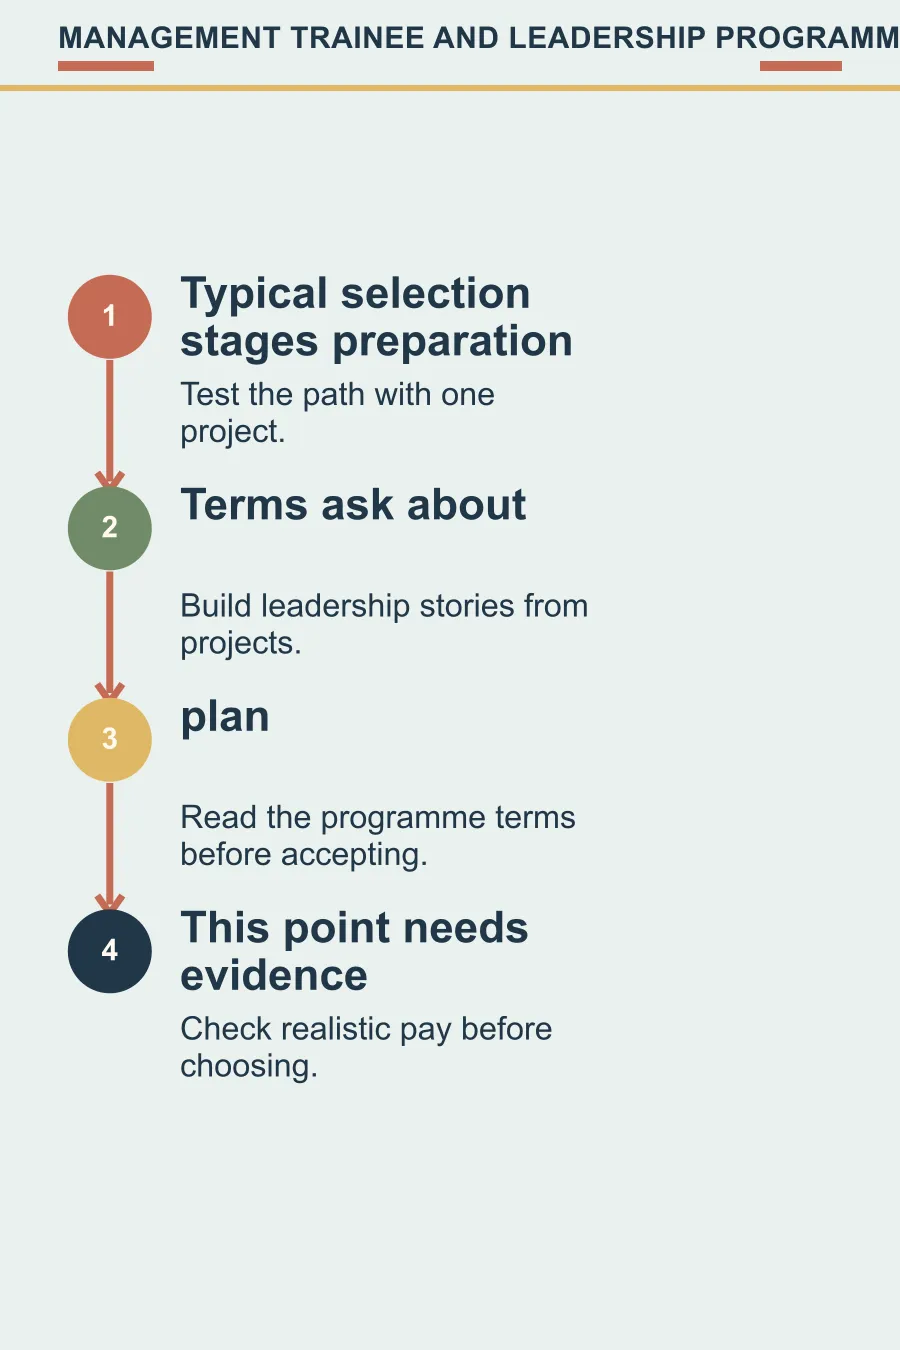 MANAGEMENT TRAINEE AND LEADERSHIP PROGRAMM
1
Typical selection
stages preparation
Test the path with one
project.
2
Terms ask about
Build leadership stories from
projects.
3
plan
Read the programme terms
before accepting.
4
This point needs
evidence
Check realistic pay before
choosing.